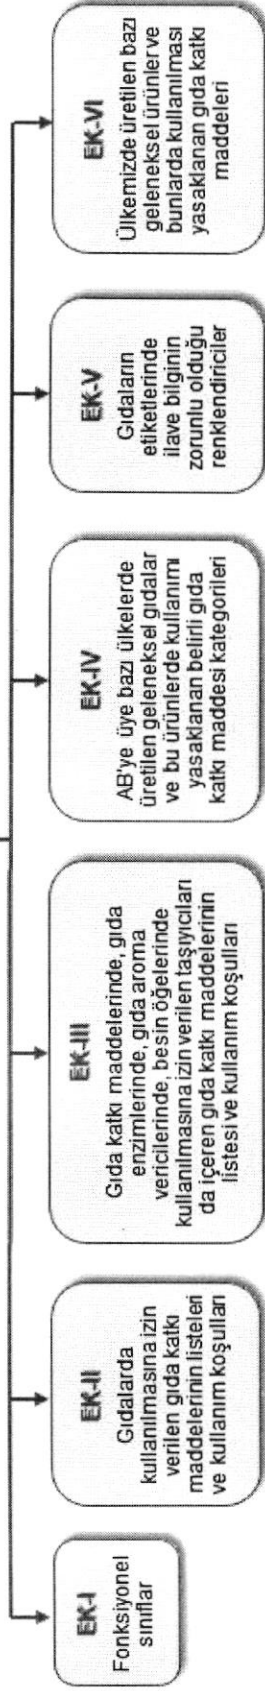 EK-I
Fonksiyonel
sınıflar
EK-II
Gıdalarda
kullanılmasına izin
verilen gıda katkı
maddelerinin listeleri
ve kullanım koşulları
EK-III
Gıda katkı maddelerinde, gıda
enzimlerinde, gıda aroma
vericilerinde, besin öğelerinde
kullanılmasına izin verilen taşıyıcıları
da içeren gıda katkı maddelerinin
listesi ve kullanım koşulları
EK-IV
AB'ye üye bazı ülkelerde
üretilen geleneksel gıdalar
ve bu ürünlerde kullanımı
yasaklanan belirli gıda
katkı maddesi kategorileri
EK-V
Gıdaların
etiketlerinde
ilave bilginin
zorunlu olduğu
renklendiriciler
EK-VI
Ülkemizde üretilen bazı
geleneksel ürünler ve
bunlarda kullanılması
yasaklanan gıda katkı
maddeleri